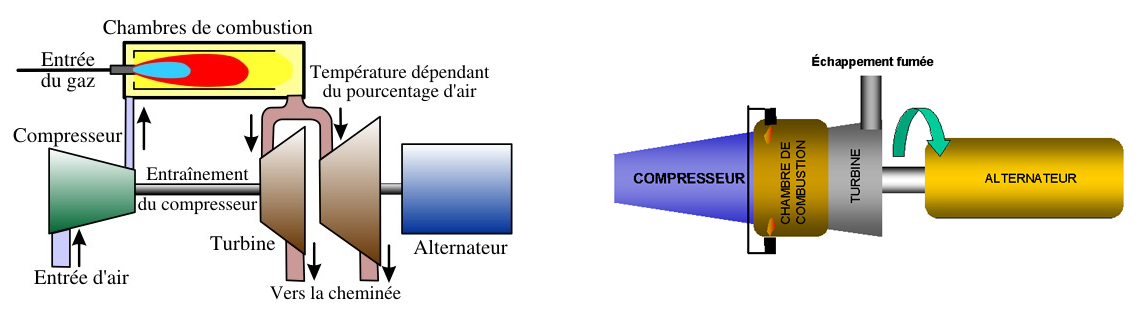 Chambres de combustion
Entrée
du gaz
Température dépendant
du pourcentage d'air
Compresseur
Entraînement
du compresseur
Turbine
Alternateur
Entrée d'air
Vers la cheminée
Échappement fumée
COMPRESSEUR
CHAMBRE DE
COMBUSTION
TURBINE
ALTERNATEUR